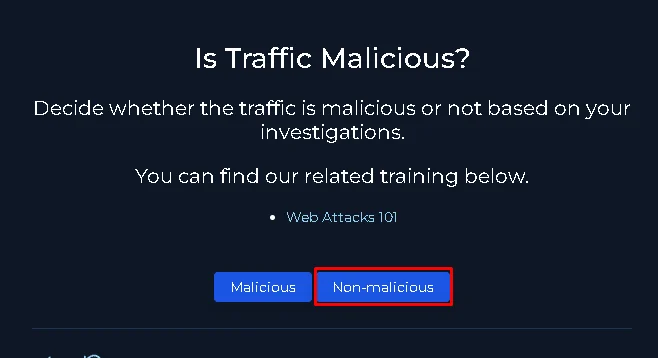 Is Traffic Malicious?
Decide whether the traffic is malicious or not based on your
investigations.
You can find our related training below.
Web Attacks 101
Malicious
Non-malicious